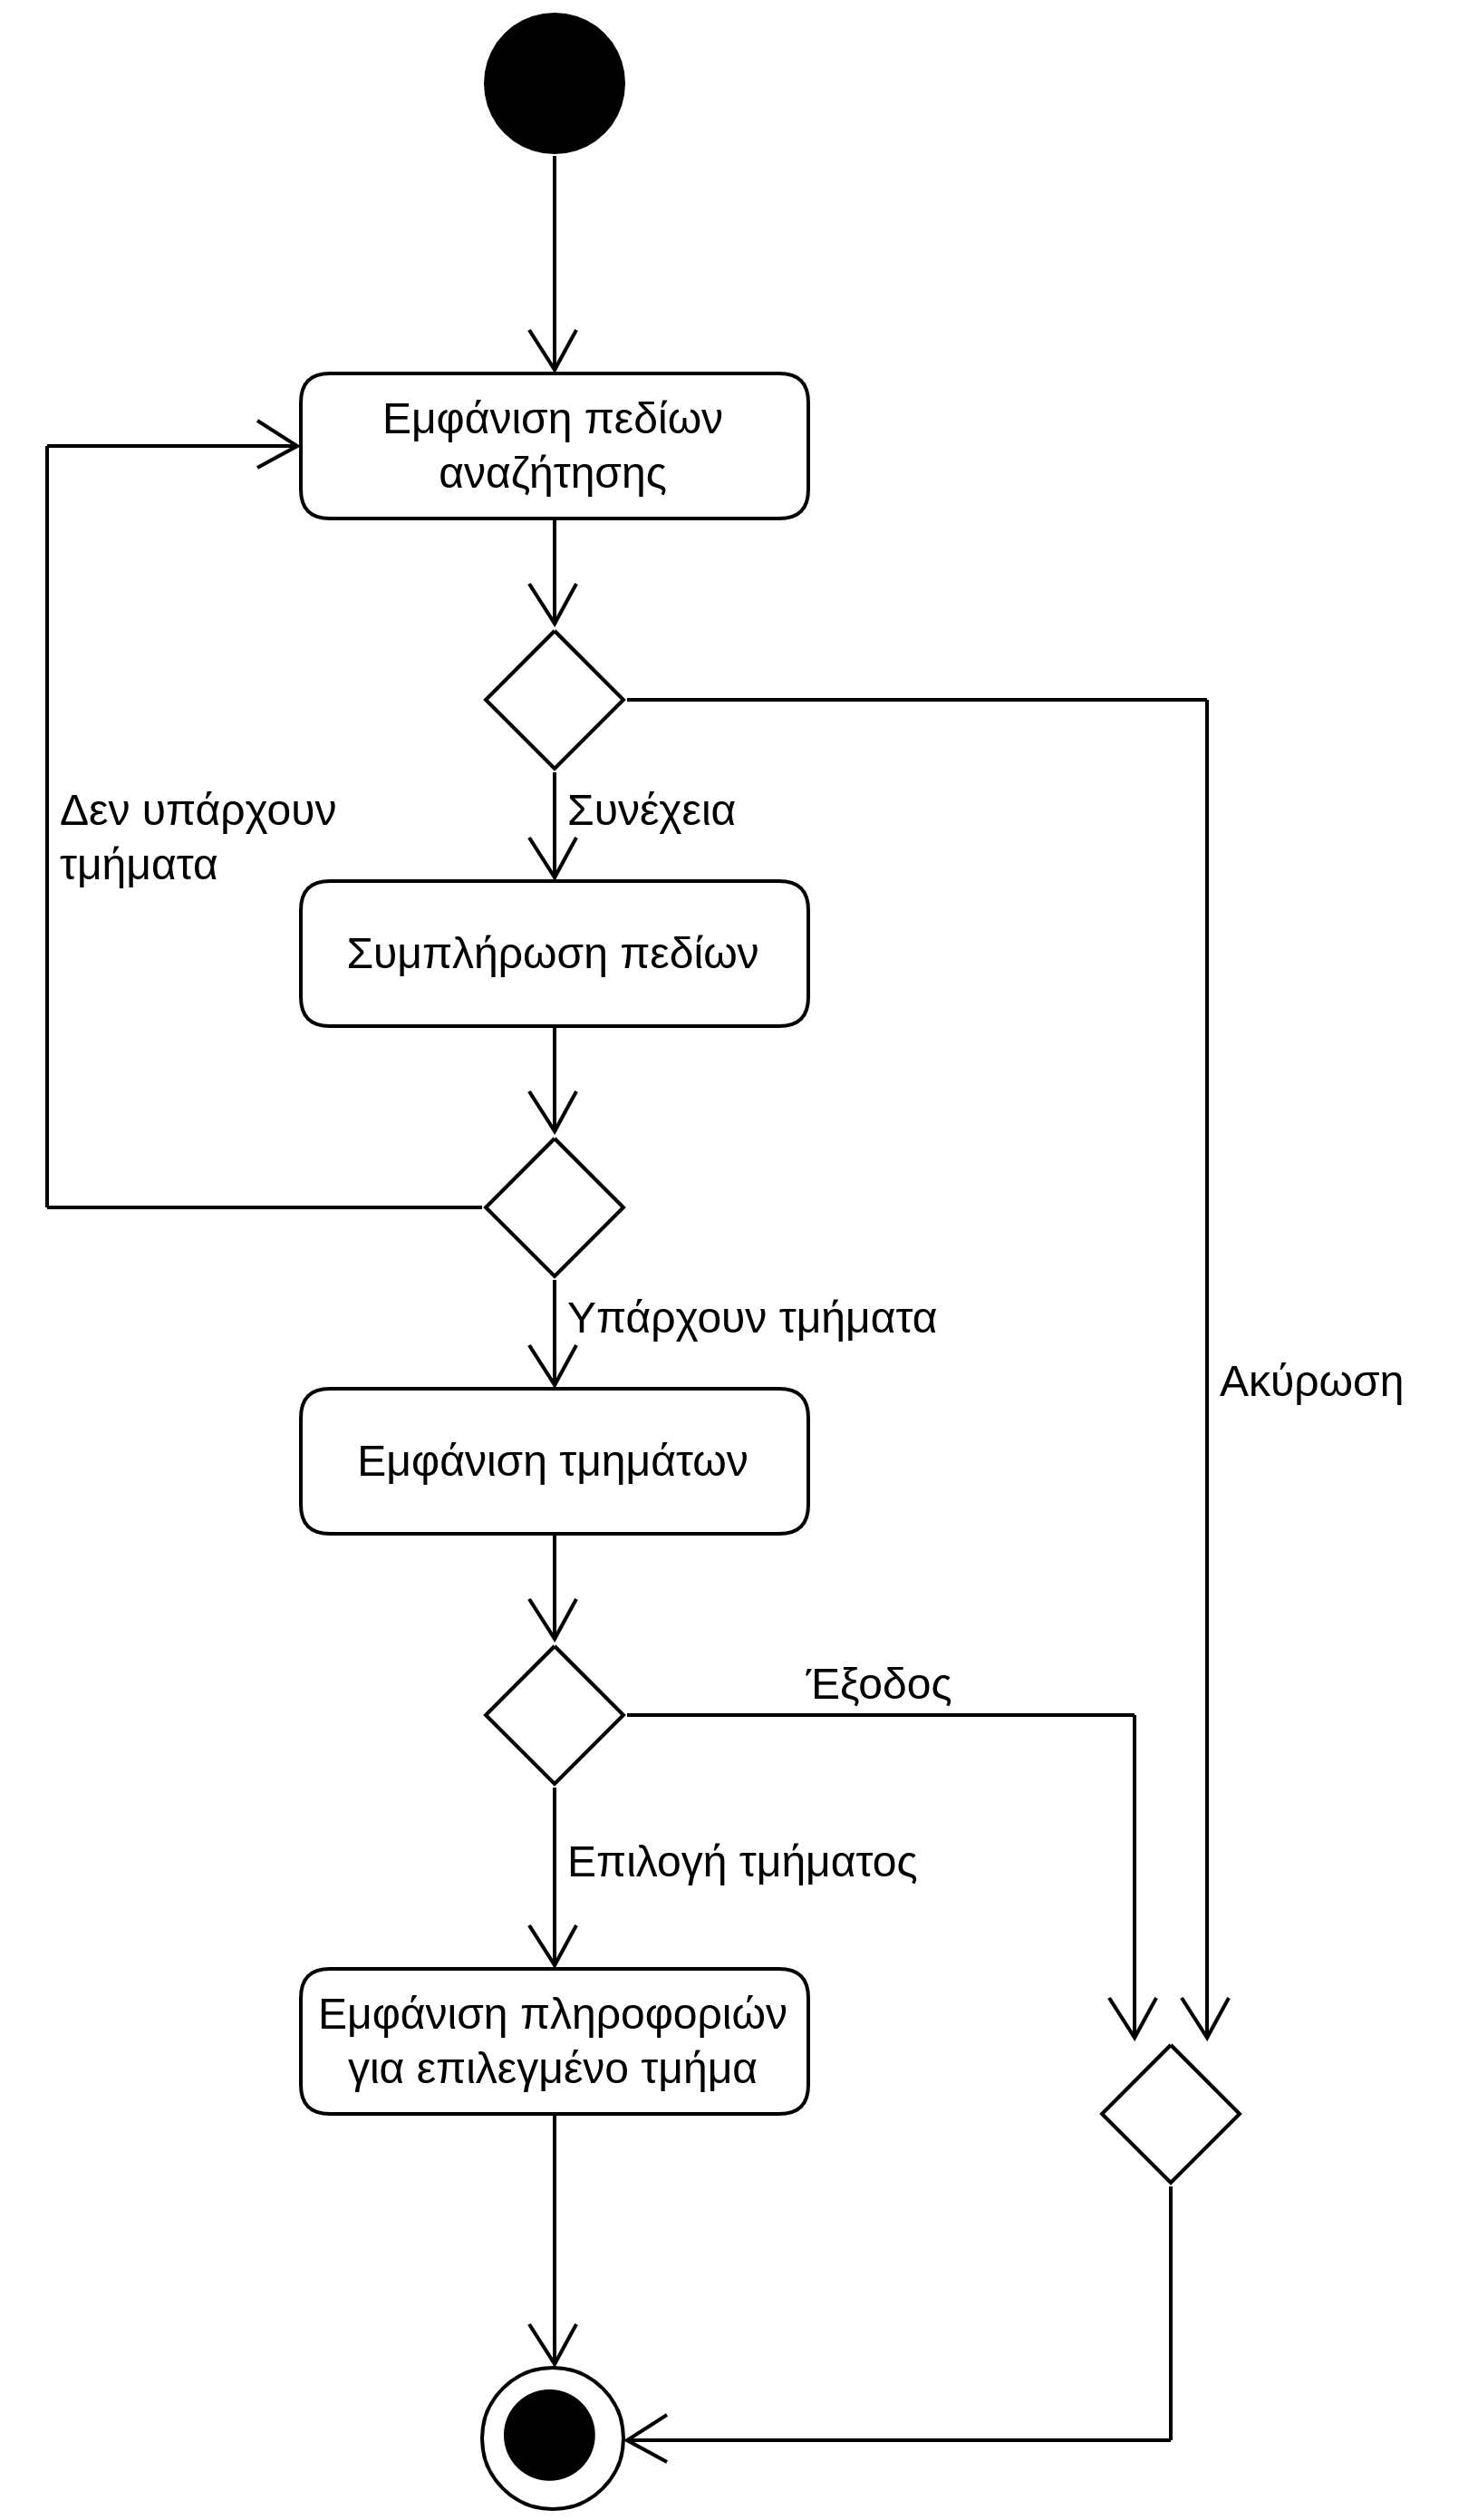 Εμφάνιση πεδίων
αναζήτησης
Δεν υπάρχουν
τμήματα
Συνέχεια
Συμπλήρωση πεδίων
Υπάρχουν τμήματα
Ακύρωση
Εμφάνιση τμημάτων
Έξοδος
Επιλογή τμήματος
Εμφάνιση πληροφοριών
για επιλεγμένο τμήμα